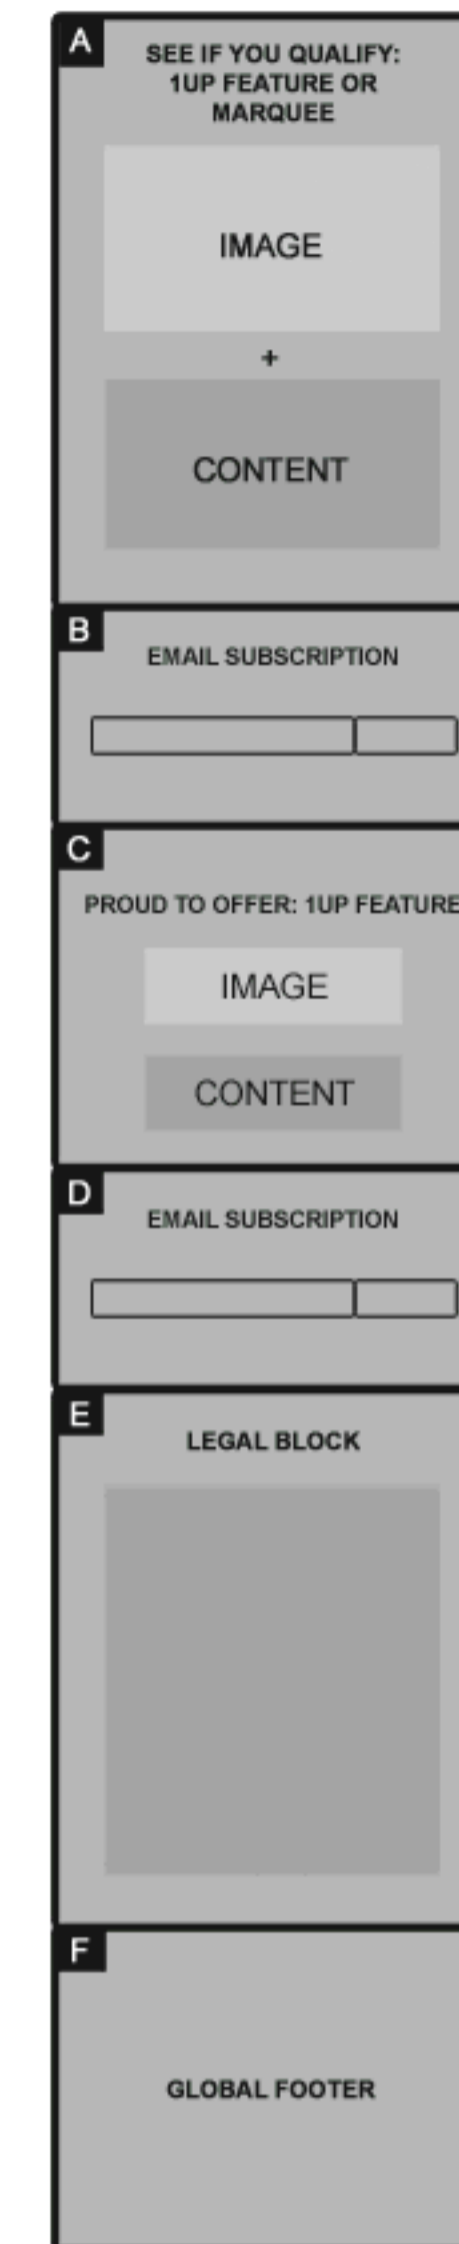 A
SEE IF YOU QUALIFY:
1UP FEATURE OR
MARQUEE
IMAGE
+
CONTENT
B
EMAIL SUBSCRIPTION
C
PROUD TO OFFER: 1UP FEATURE
IMAGE
CONTENT
D
EMAIL SUBSCRIPTION
E
LEGAL BLOCK
F
GLOBAL FOOTER